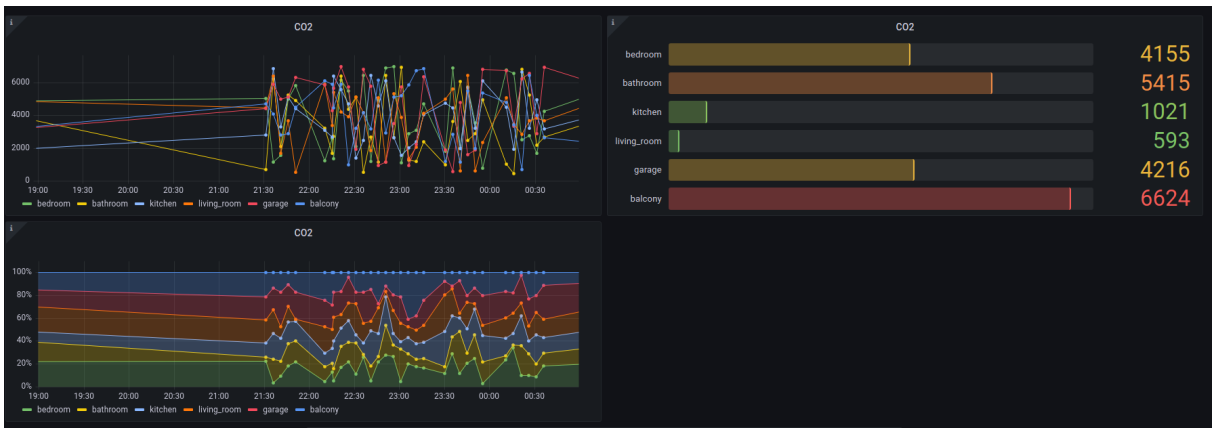 i
CO2
6000
4000
2000
0
19:00 19:30 20:00 20:30 21:00 21:30 22:00 22:30 23:00 23:30 00:00 00:30
bedroom bathroom kitchen living_room garage balcony
i
CO2
bedroom 4155
bathroom 5415
kitchen 1021
living_room 593
garage 4216
balcony 6624
i
CO2
100%
80%
60%
40%
20%
0%
19:00 19:30 20:00 20:30 21:00 21:30 22:00 22:30 23:00 23:30 00:00 00:30
bedroom bathroom kitchen living_room garage balcony